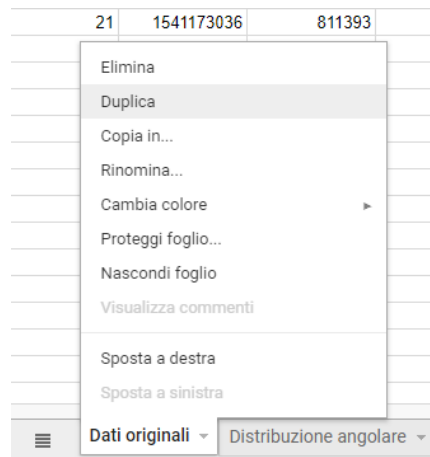 21 1541173036 811393
Elimina
Duplica
Copia in...
Rinomina...
Cambia colore
Proteggi foglio...
Nascondi foglio
Visualizza commenti
Sposta a destra
Sposta a sinistra
Dati originali Distribuzione angolare